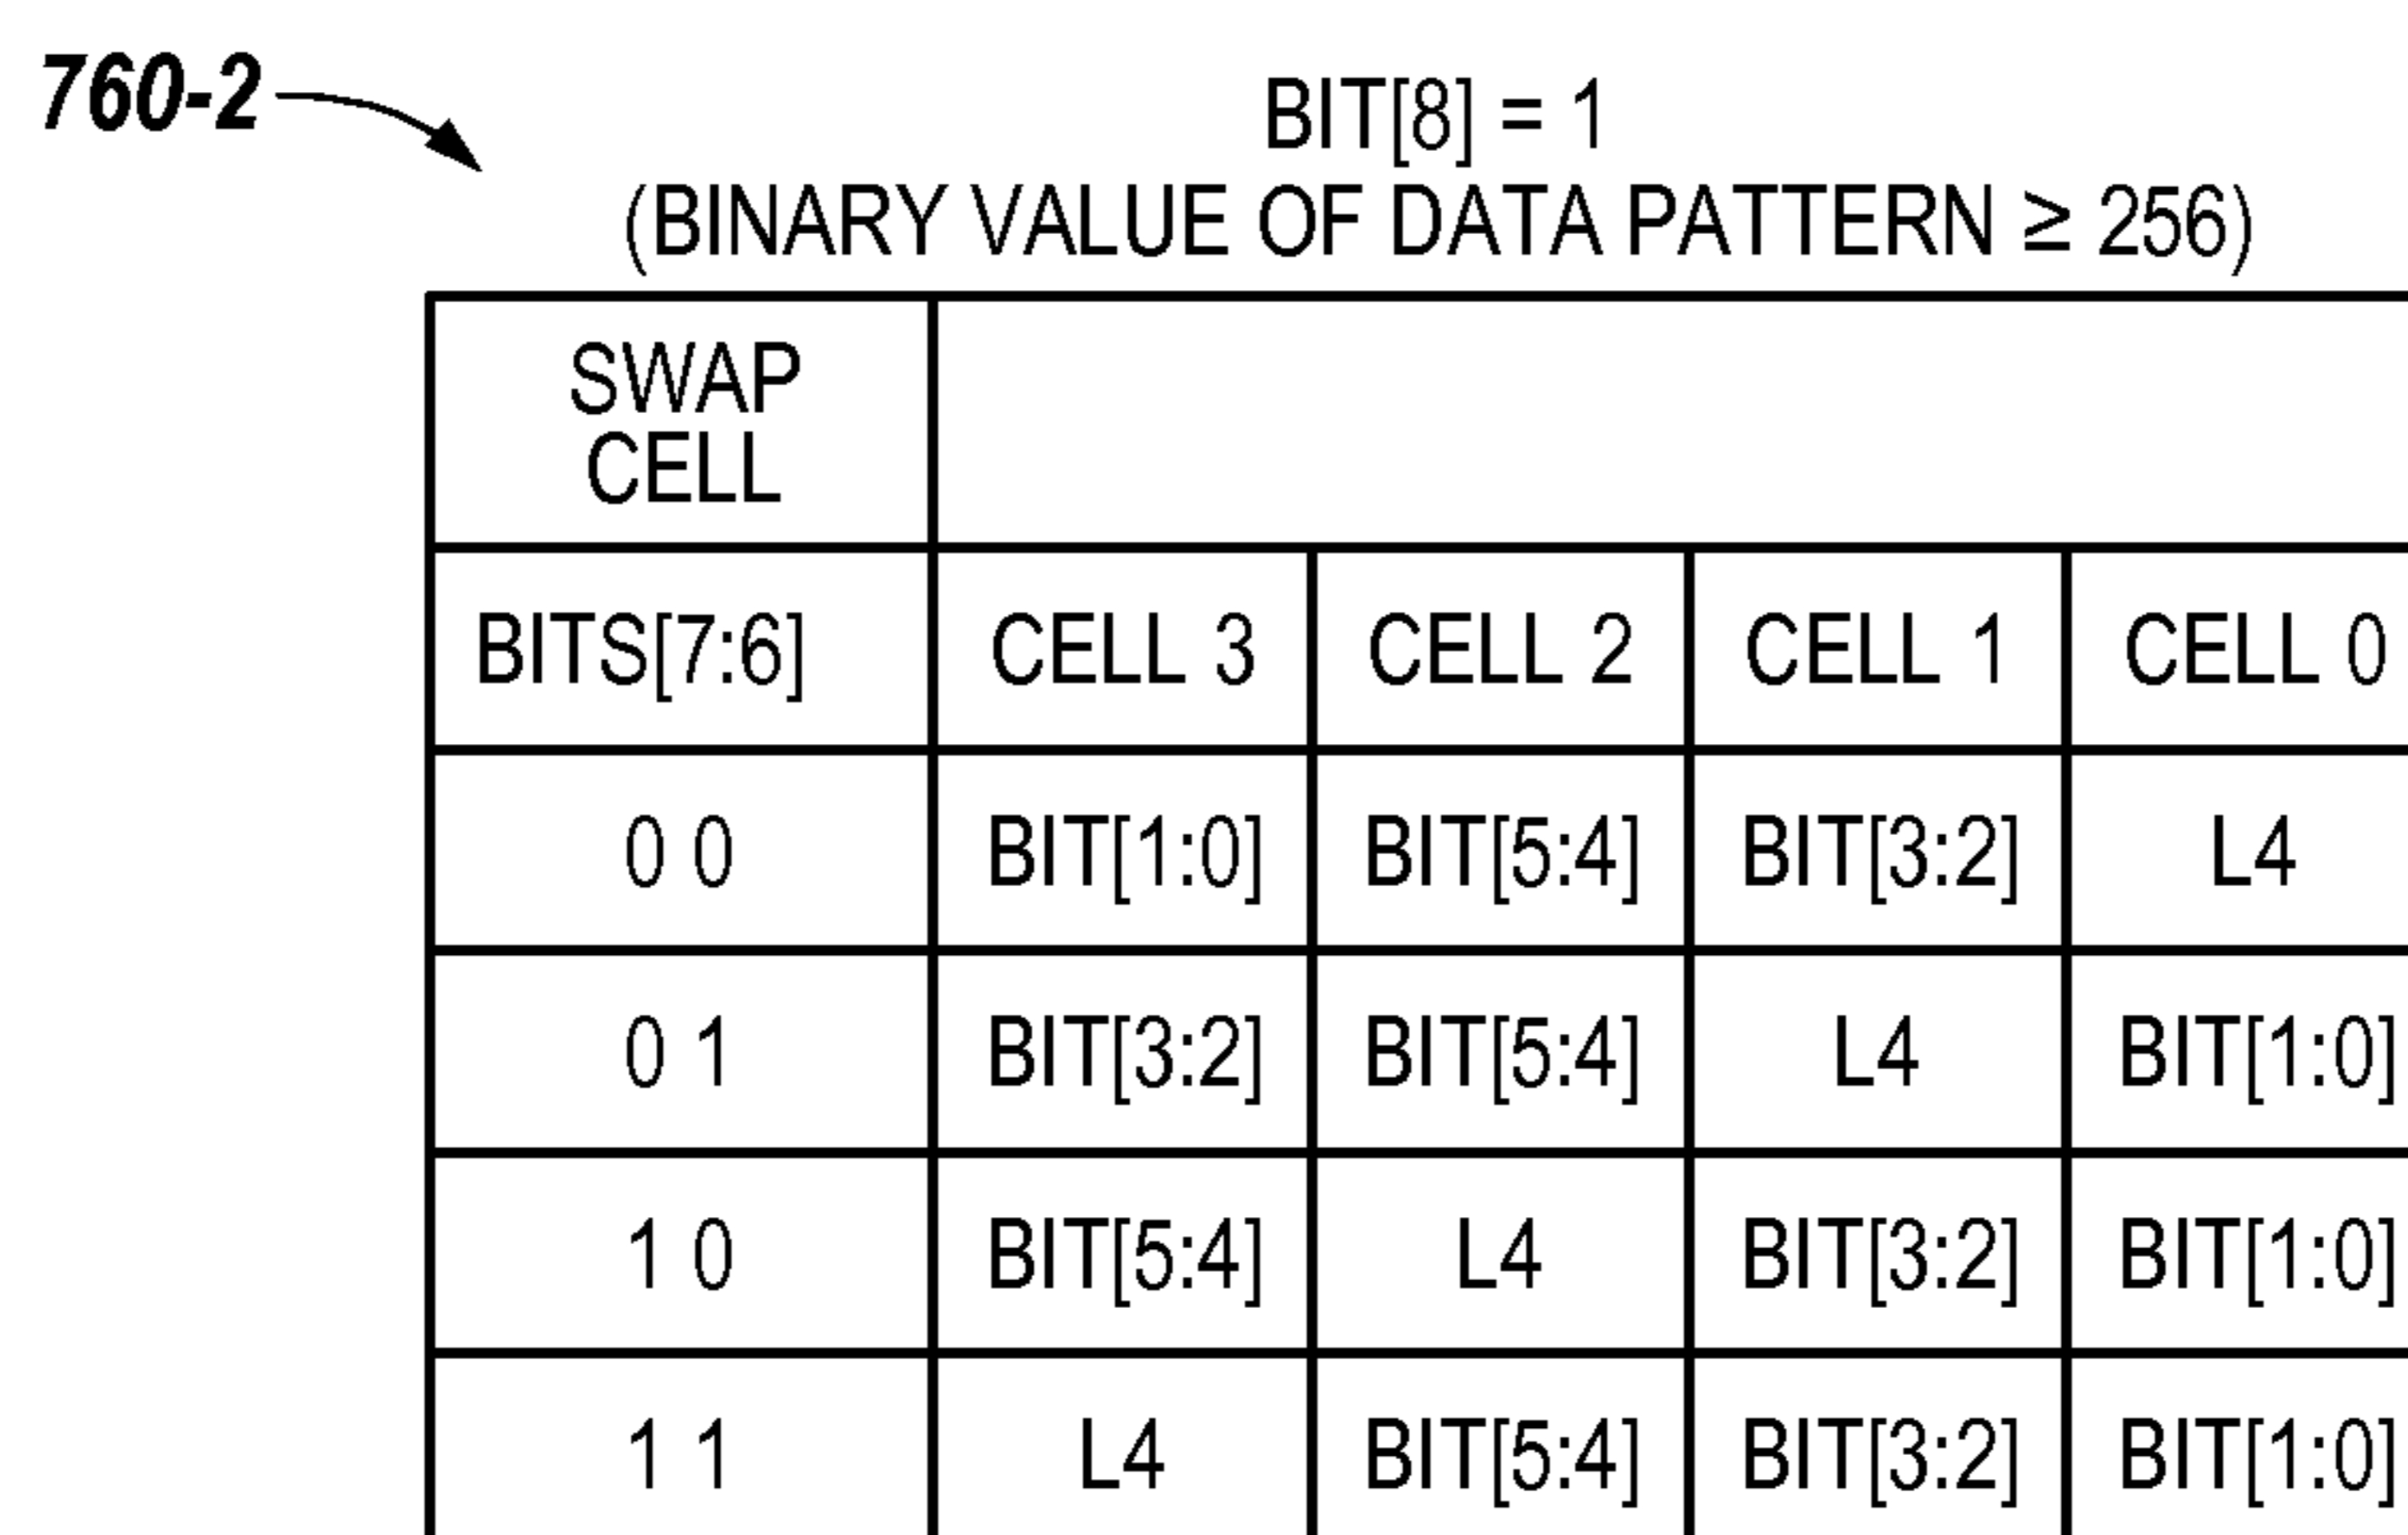 760-2
BIT[8] = 1
(BINARY VALUE OF DATA PATTERN ≥ 256)
SWAP
CELL
BITS[7:6] CELL 3 CELL 2 CELL 1 CELL 0
0 0 BIT[1:0] BIT[5:4] BIT[3:2] L4
0 1 BIT[3:2] BIT[5:4] L4 BIT[1:0]
1 0 BIT[5:4] L4 BIT[3:2] BIT[1:0]
1 1 L4 BIT[5:4] BIT[3:2] BIT[1:0]